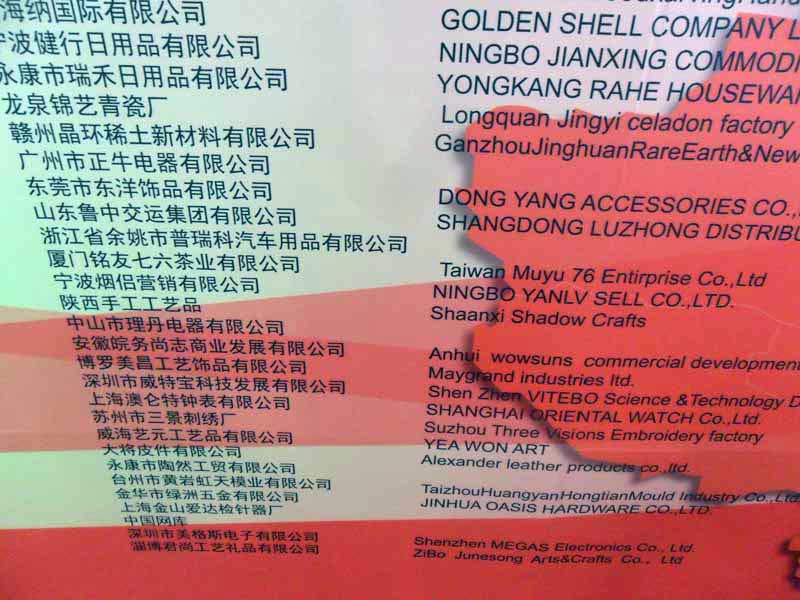 海纳国际有限公司
GOLDEN SHELL COMPANY L
宁波健行日用品有限公司
NINGBO JIANXING COMMODI
永康市瑞禾日用品有限公司
YONGKANG RAHE HOUSEWAR
龙泉锦艺青瓷厂
Longquan Jingyi celadon factory
赣州晶环稀土新材料有限公司
GanzhouJinghuanRareEarth&New
广州市正牛电器有限公司
东莞市东洋饰品有限公司
DONG YANG ACCESSORIES CO.,
山东鲁中交运集团有限公司
SHANGDONG LUZHONG DISTRIBU
浙江省余姚市普瑞科汽车用品有限公司
厦门铭友七六茶业有限公司
Taiwan Muyu 76 Entirprise Co.,Ltd
宁波烟侣营销有限公司
NINGBO YANLV SELL CO.,LTD.
陕西手工工艺品
Shaanxi Shadow Crafts
中山市理丹电器有限公司
安徽皖务尚志商业发展有限公司
Anhui wowsuns commercial development
博罗美昌工艺饰品有限公司
Maygrand industries ltd.
深圳市威特宝科技发展有限公司
Shen Zhen VITEBO Science &Technology D
上海澳仑特钟表有限公司
SHANGHAI ORIENTAL WATCH Co., Ltd.
苏州市三景刺绣厂
Suzhou Three Visions Embroidery factory
威海艺元工艺品有限公司
YEA WON ART
大将皮件有限公司
Alexander leather products co.,ltd.
永康市陶然工贸有限公司
台州市黄岩虹天模业有限公司
TaizhouHuangyanHongtianMould Industry Co.,Ltd
金华市绿洲五金有限公司
JINHUA OASIS HARDWARE CO.,LTD.
上海金山爱达检针器厂
中国网库
深圳市美格斯电子有限公司
Shenzhen MEGAS Electronics Co., Ltd.
淄博君尚工艺礼品有限公司
ZiBo Junesong Arts&Crafts Co., Ltd